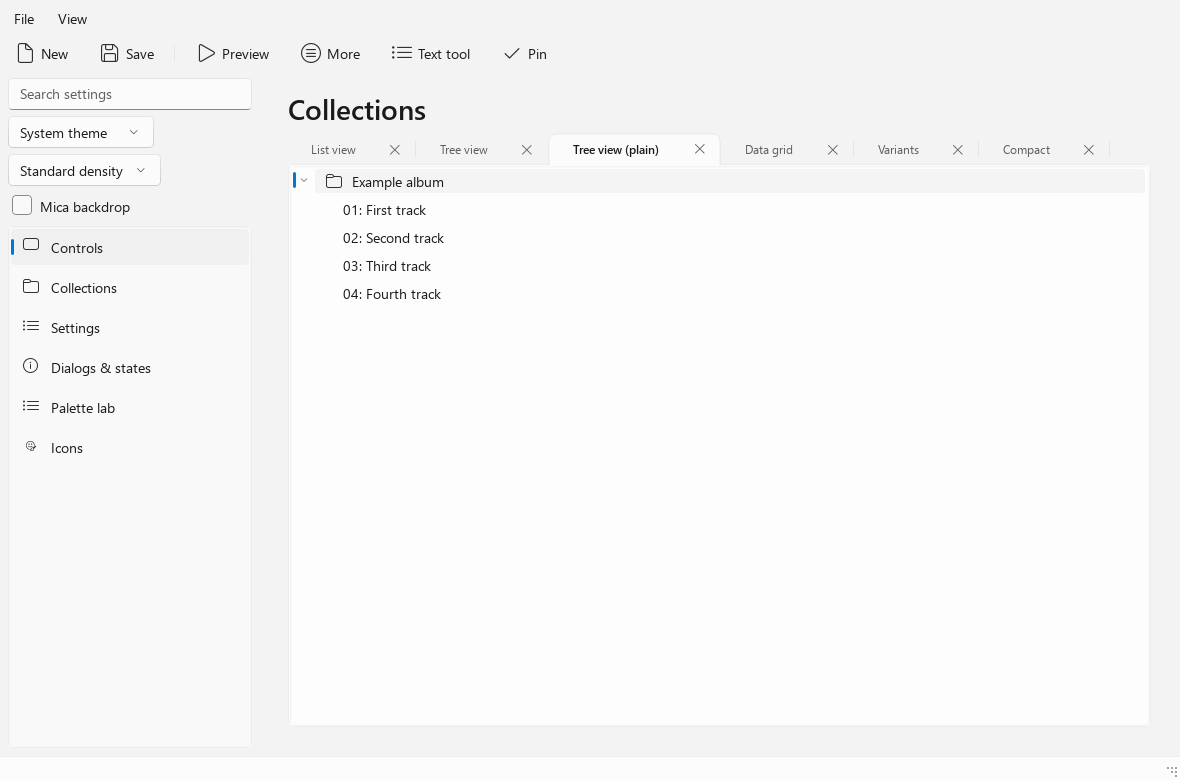 File View
New Save Preview More Text tool Pin
Search settings
System theme
Standard density
Mica backdrop
Controls
Collections
Settings
Dialogs & states
Palette lab
Icons
Collections
List view Tree view Tree view (plain) Data grid Variants Compact
Example album
01: First track
02: Second track
03: Third track
04: Fourth track